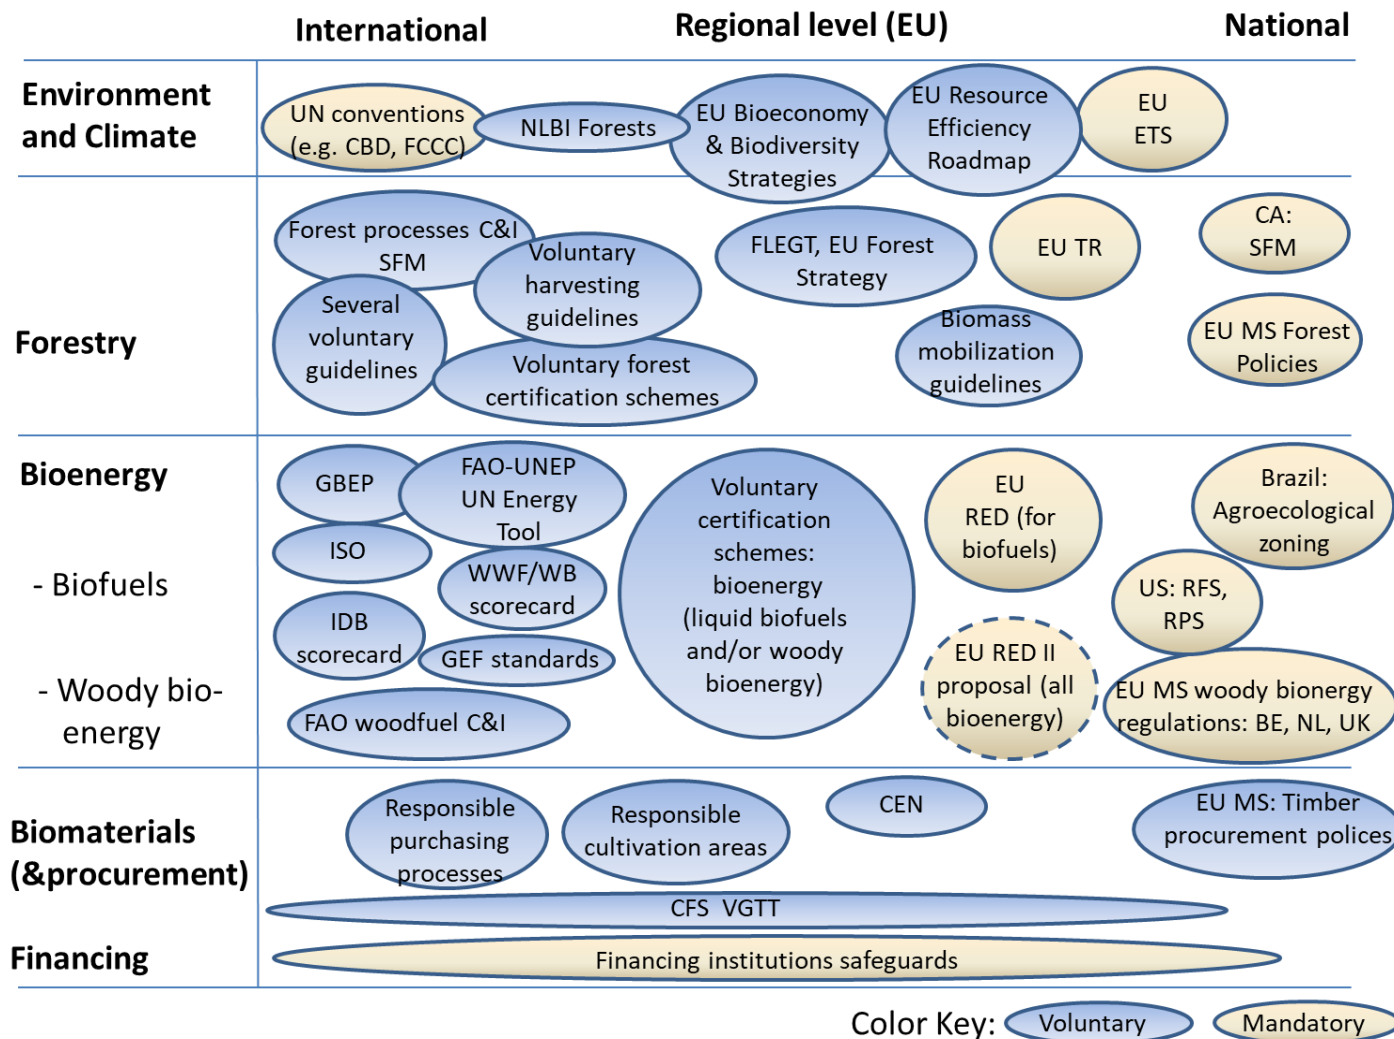 International
Regional level (EU)
National
Environment
and Climate
UN conventions
(e.g. CBD, FCCC)
NLBI Forests
EU Bioeconomy
& Biodiversity
Strategies
EU Resource
Efficiency
Roadmap
EU
ETS
Forestry
Forest processes C&I
SFM
Voluntary
harvesting
guidelines
Several
voluntary
guidelines
Voluntary forest
certification schemes
FLEGT, EU Forest
Strategy
EU TR
Biomass
mobilization
guidelines
CA:
SFM
EU MS Forest
Policies
Bioenergy
- Biofuels
- Woody bio-
energy
GBEP
FAO-UNEP
UN Energy
Tool
ISO
WWF/WB
scorecard
IDB
scorecard
GEF standards
FAO woodfuel C&I
Voluntary
certification
schemes:
bioenergy
(liquid biofuels
and/or woody
bioenergy)
EU
RED (for
biofuels)
EU RED II
proposal (all
bioenergy)
Brazil:
Agroecological
zoning
US: RFS,
RPS
EU MS woody bionergy
regulations: BE, NL, UK
Biomaterials
(&procurement)
Responsible
purchasing
processes
Responsible
cultivation areas
CEN
EU MS: Timber
procurement polices
CFS VGTT
Financing
Financing institutions safeguards
Color Key:
Voluntary
Mandatory